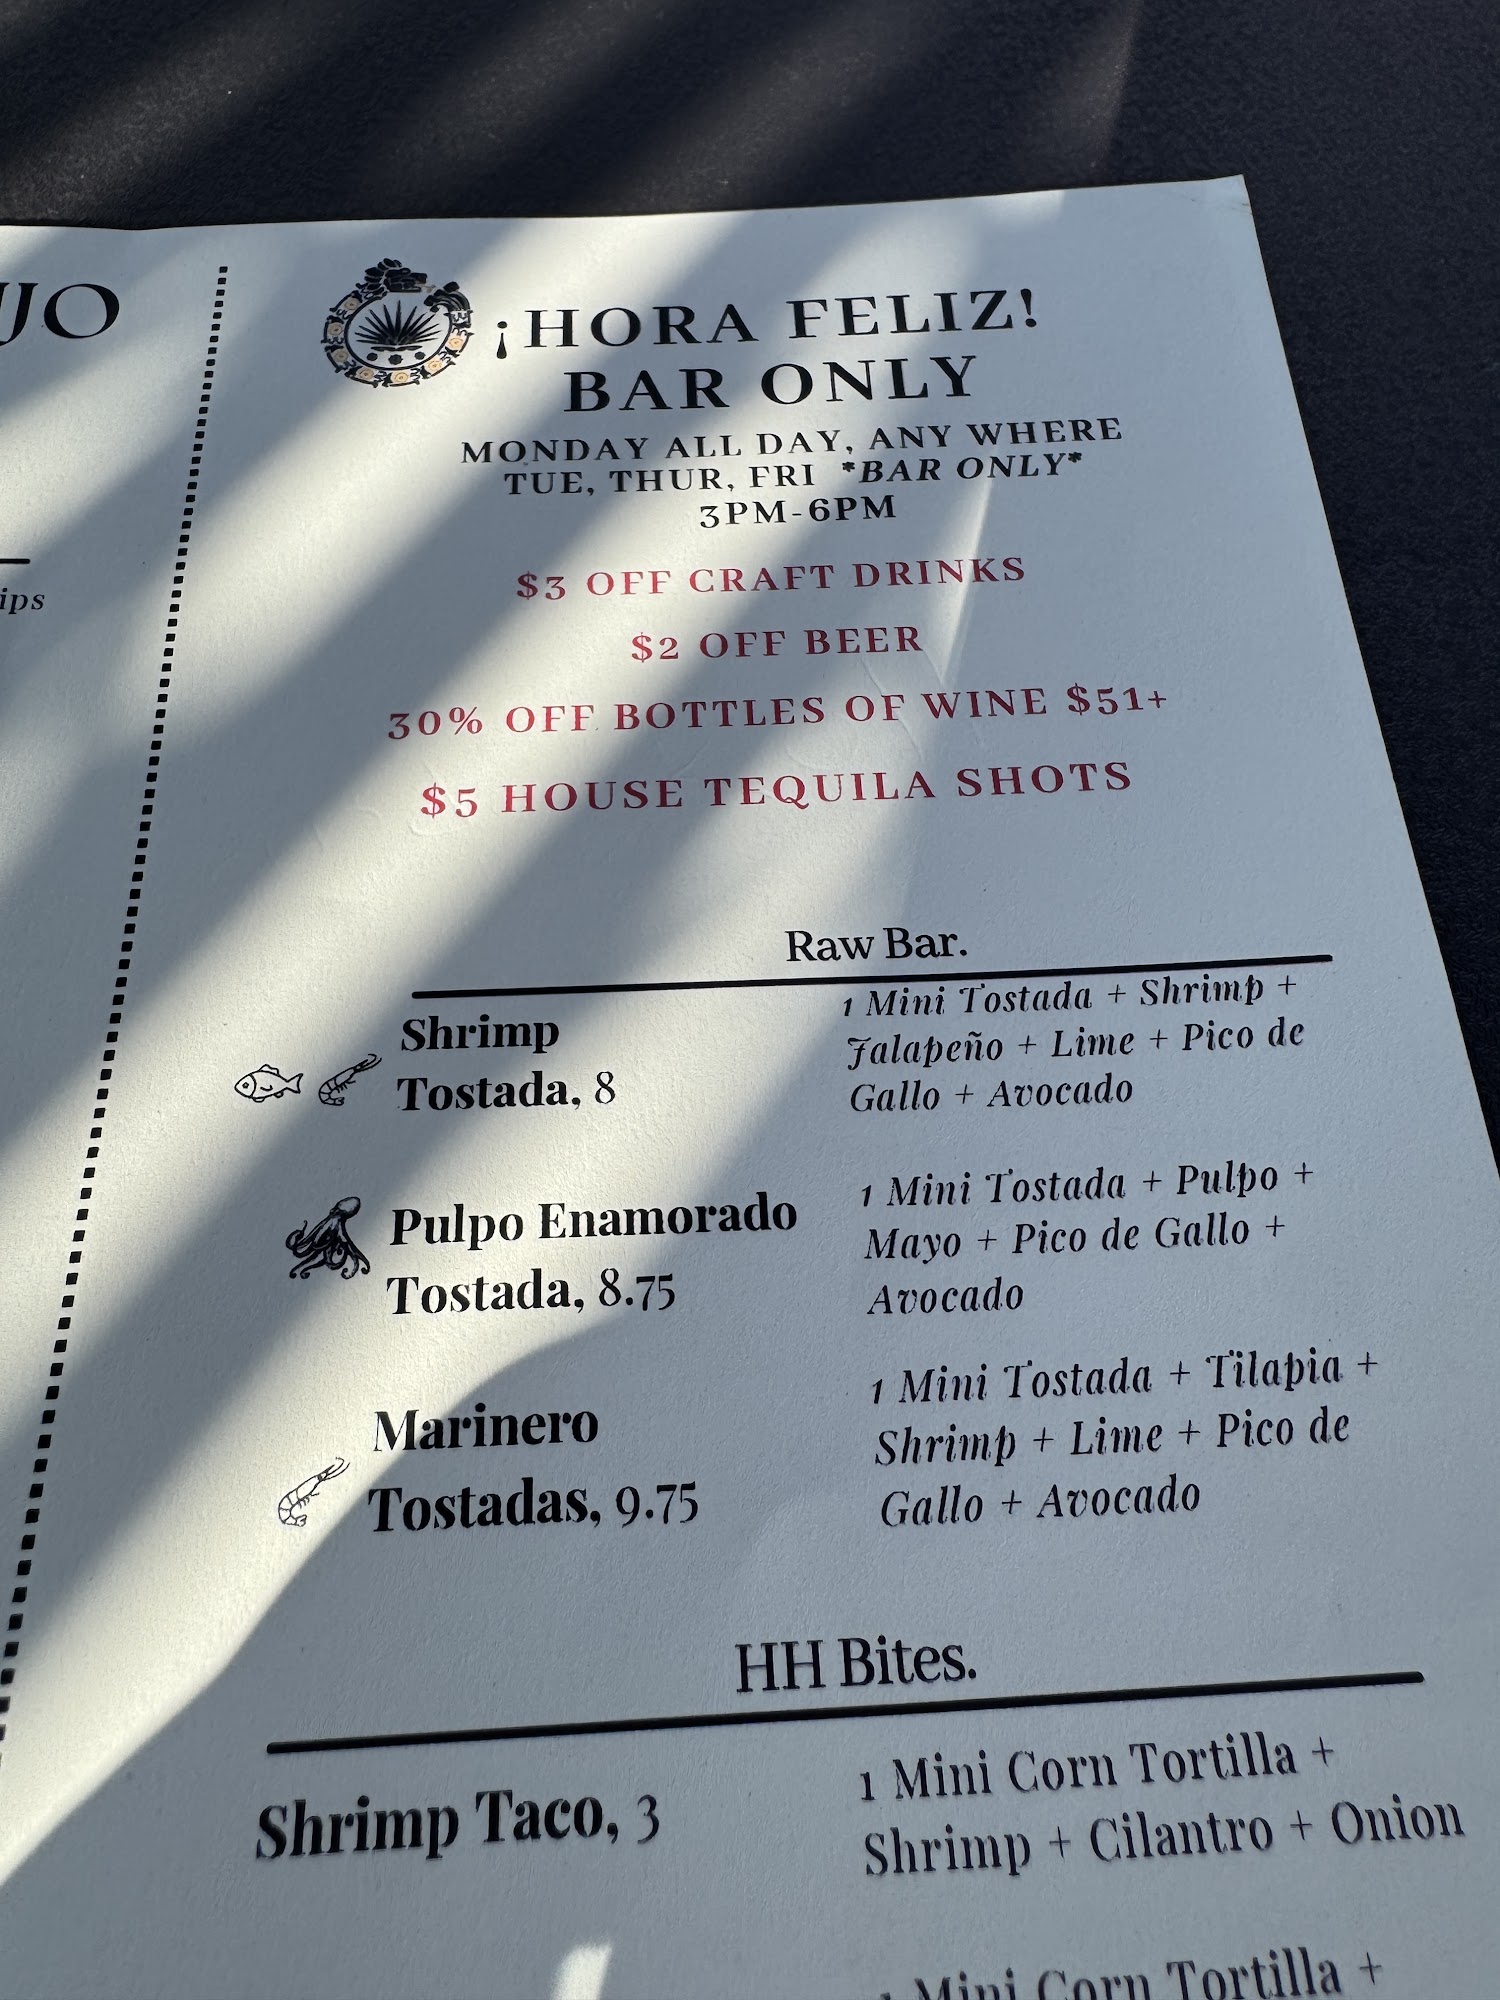 JO
ips
¡HORA FELIZ!
BAR ONLY
MONDAY ALL DAY, ANY WHERE
TUE, THUR, FRI *BAR ONLY*
3PM-6PM
$3 OFF CRAFT DRINKS
$2 OFF BEER
30% OFF BOTTLES OF WINE $51+
$5 HOUSE TEQUILA SHOTS
Raw Bar.
Shrimp
Tostada, 8
1 Mini Tostada + Shrimp +
Jalapeño + Lime + Pico de
Gallo + Avocado
Pulpo Enamorado
Tostada, 8.75
1 Mini Tostada + Pulpo +
Mayo + Pico de Gallo +
Avocado
Marinero
Tostadas, 9.75
1 Mini Tostada + Tilapia +
Shrimp + Lime + Pico de
Gallo + Avocado
HH Bites.
Shrimp Taco, 3
1 Mini Corn Tortilla +
Shrimp + Cilantro + Onion
1 Mini Corn Tortilla +